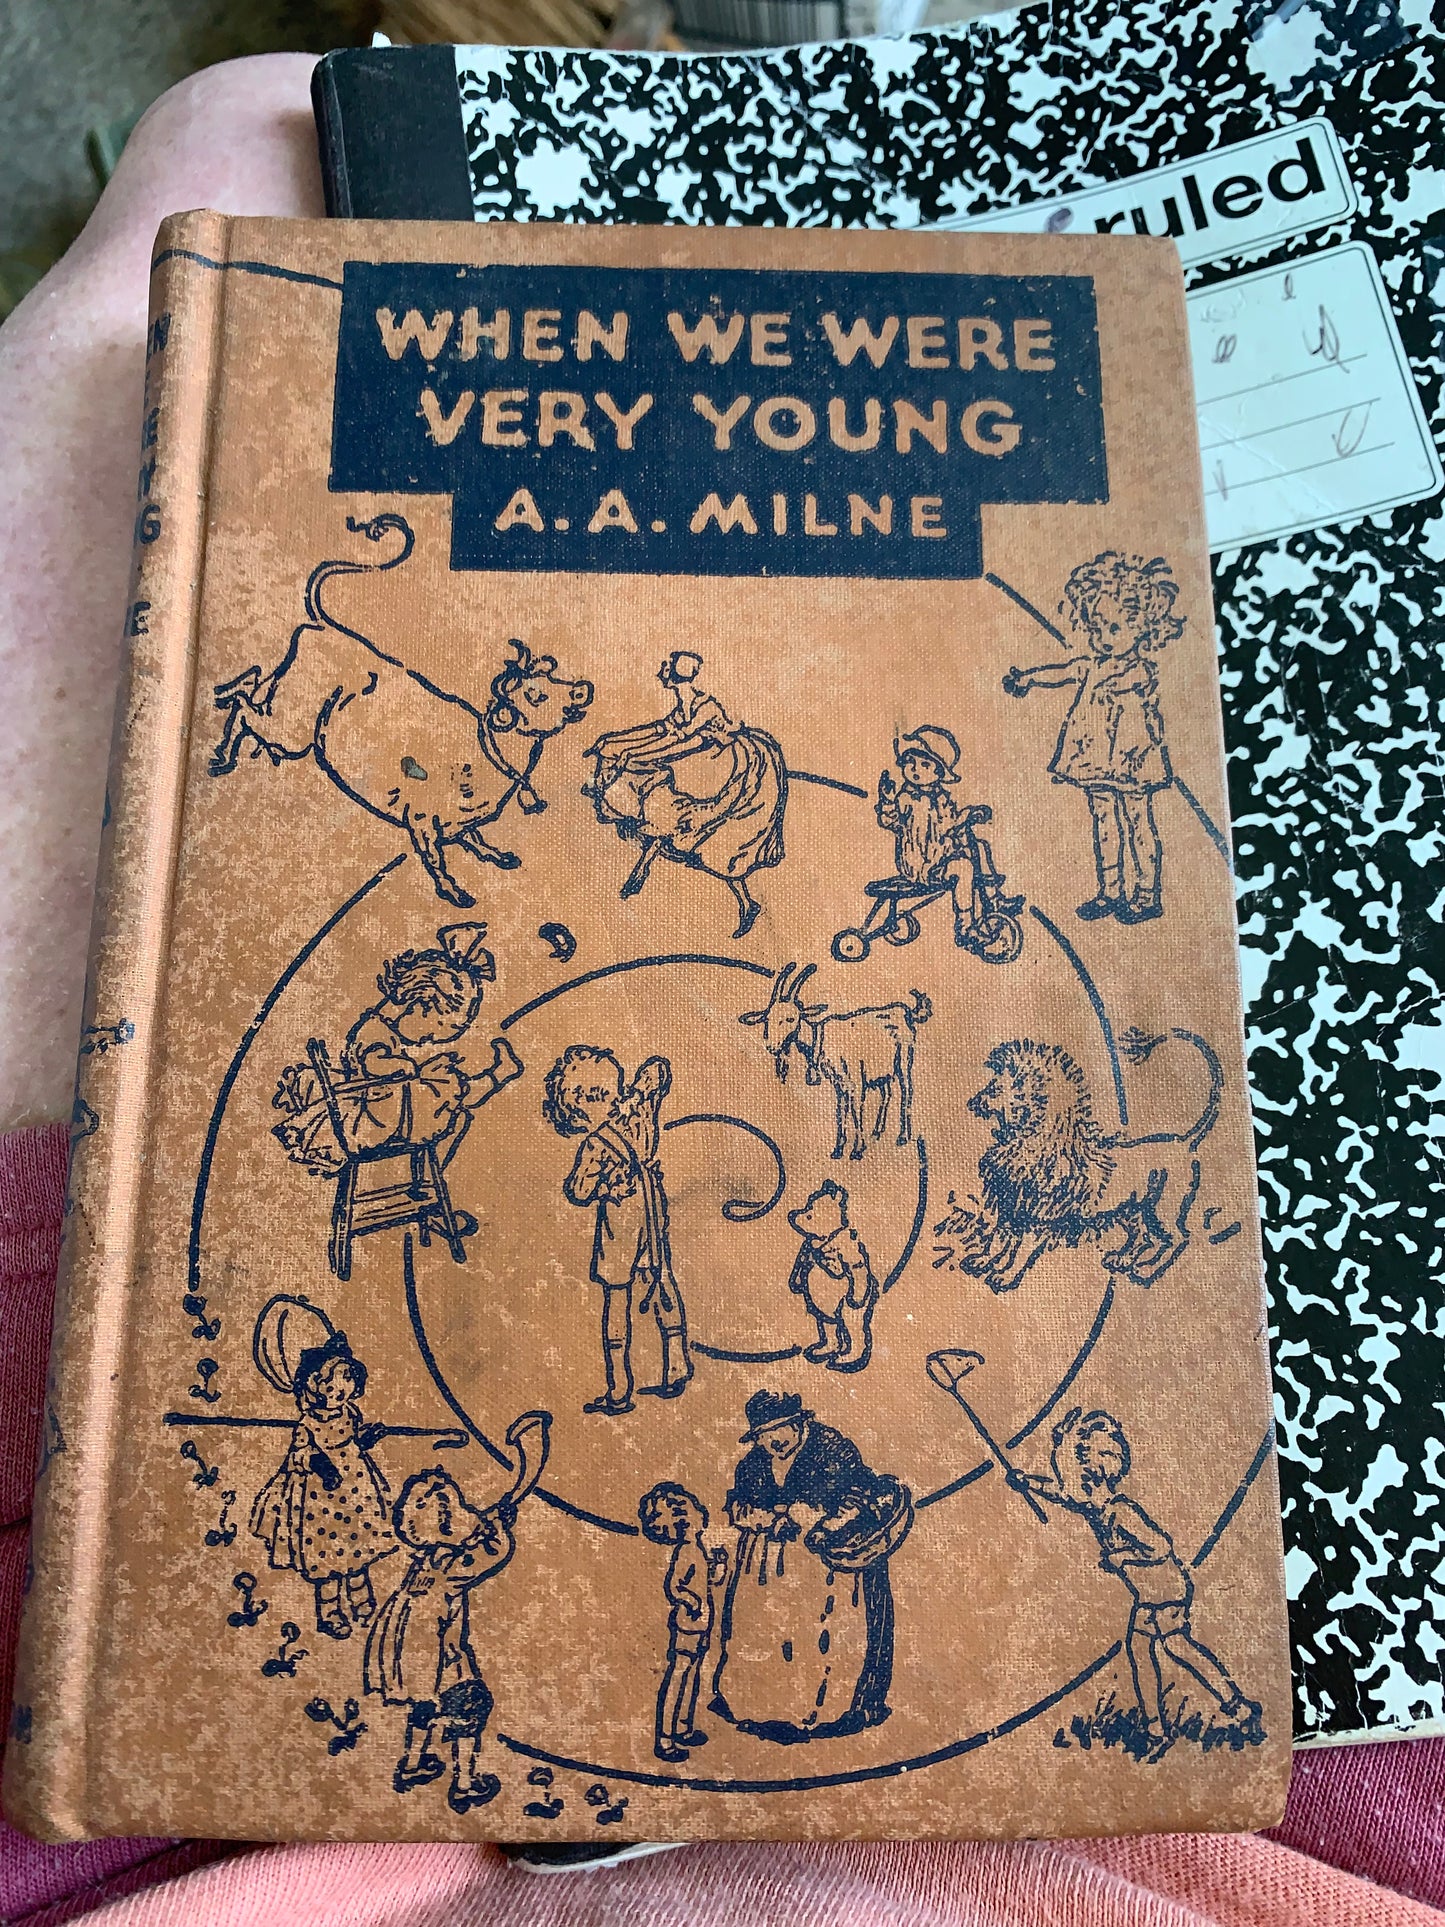 WHEN WE WERE
VERY YOUNG
A. A. MILNE
ruled